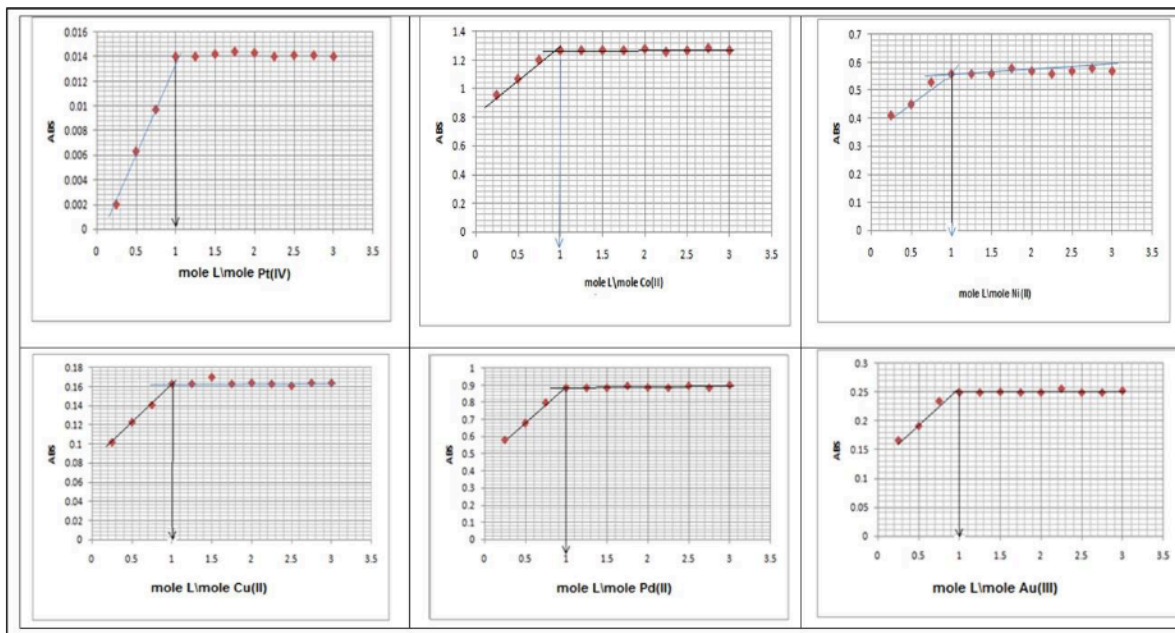 0.016
0.014
0.012
0.01
0.008
0.006
0.004
0.002
0
ABS
0 0.5 1 1.5 2 2.5 3 3.5
mole L\mole Pt(IV)
1.4
1.2
1
0.8
0.6
0.4
0.2
0
ABS
0 0.5 1 1.5 2 2.5 3 3.5
mole L\mole Co(II)
0.7
0.6
0.5
0.4
0.3
0.2
0.1
0
ABS
0 0.5 1 1.5 2 2.5 3 3.5
mole L\mole Ni(II)
0.18
0.16
0.14
0.12
0.1
0.08
0.06
0.04
0.02
0
ABS
0 0.5 1 1.5 2 2.5 3 3.5
mole L\mole Cu(II)
1
0.9
0.8
0.7
0.6
0.5
0.4
0.3
0.2
0.1
0
ABS
0 0.5 1 1.5 2 2.5 3 3.5
mole L\mole Pd(II)
0.3
0.25
0.2
0.15
0.1
0.05
0
ABS
0 0.5 1 1.5 2 2.5 3 3.5
mole L\mole Au(III)